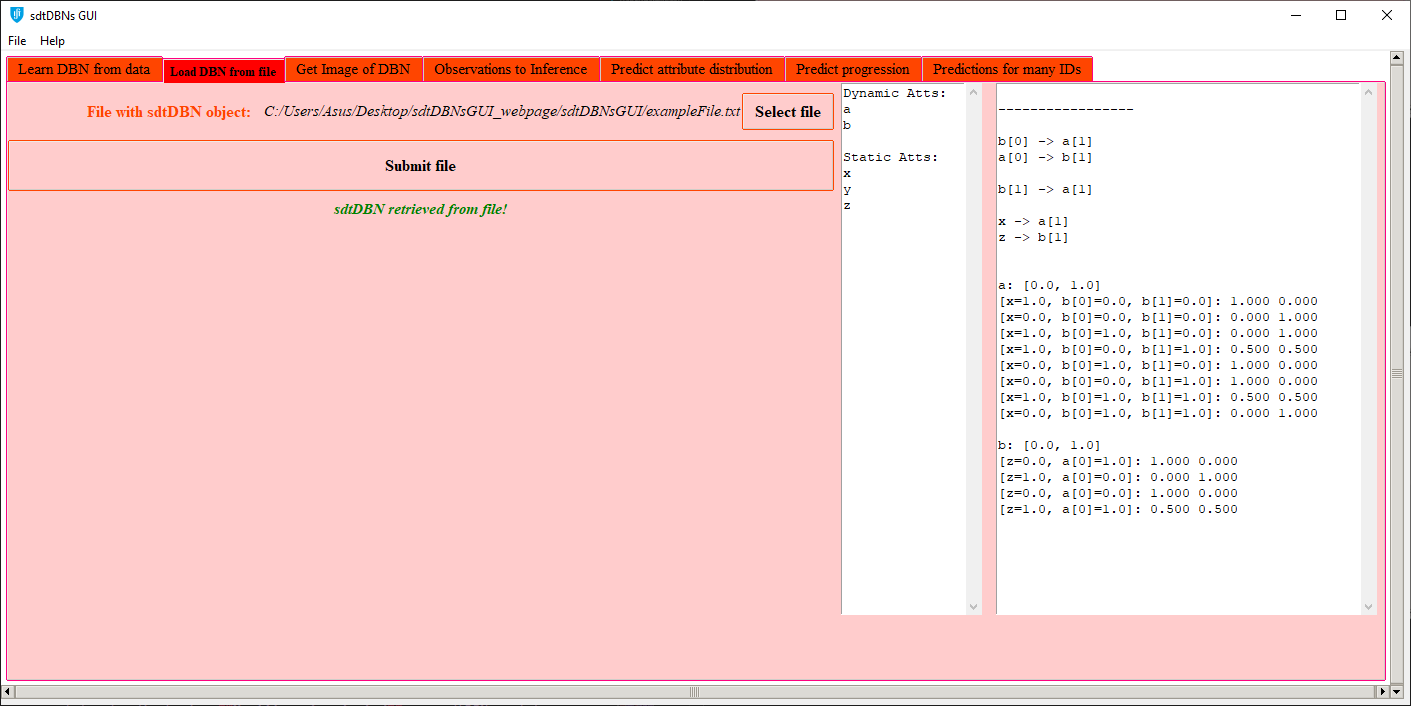 sdtDBNs GUI
File Help
Learn DBN from data Load DBN from file Get Image of DBN Observations to Inference Predict attribute distribution Predict progression Predictions for many IDs
File with sdtDBN object: C:/Users/Asus/Desktop/sdtDBNsGUI_webpage/sdtDBNsGUI/exampleFile.txt Select file
Submit file
sdtDBN retrieved from file!
Dynamic Atts:
a
b
Static Atts:
x
y
z
-----------------
b[0] -> a[1]
a[0] -> b[1]
b[1] -> a[1]
x -> a[1]
z -> b[1]
a: [0.0, 1.0]
[x=1.0, b[0]=0.0, b[1]=0.0]: 1.000 0.000
[x=0.0, b[0]=0.0, b[1]=0.0]: 0.000 1.000
[x=1.0, b[0]=1.0, b[1]=0.0]: 0.000 1.000
[x=1.0, b[0]=0.0, b[1]=1.0]: 0.500 0.500
[x=0.0, b[0]=1.0, b[1]=0.0]: 1.000 0.000
[x=0.0, b[0]=0.0, b[1]=1.0]: 1.000 0.000
[x=1.0, b[0]=1.0, b[1]=1.0]: 0.500 0.500
[x=0.0, b[0]=1.0, b[1]=1.0]: 0.000 1.000
b: [0.0, 1.0]
[z=0.0, a[0]=1.0]: 1.000 0.000
[z=1.0, a[0]=0.0]: 0.000 1.000
[z=0.0, a[0]=0.0]: 1.000 0.000
[z=1.0, a[0]=1.0]: 0.500 0.500